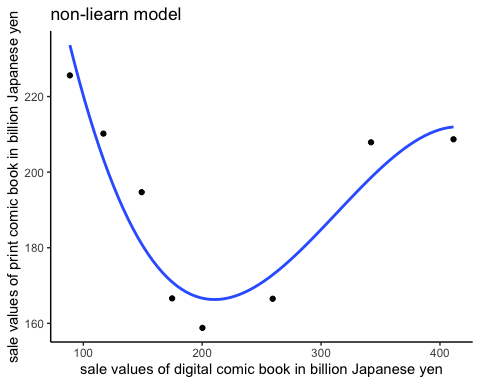 non-liearn model
sale values of print comic book in billion Japanese yen
220
200
180
160
100
200
300
400
sale values of digital comic book in billion Japanese yen